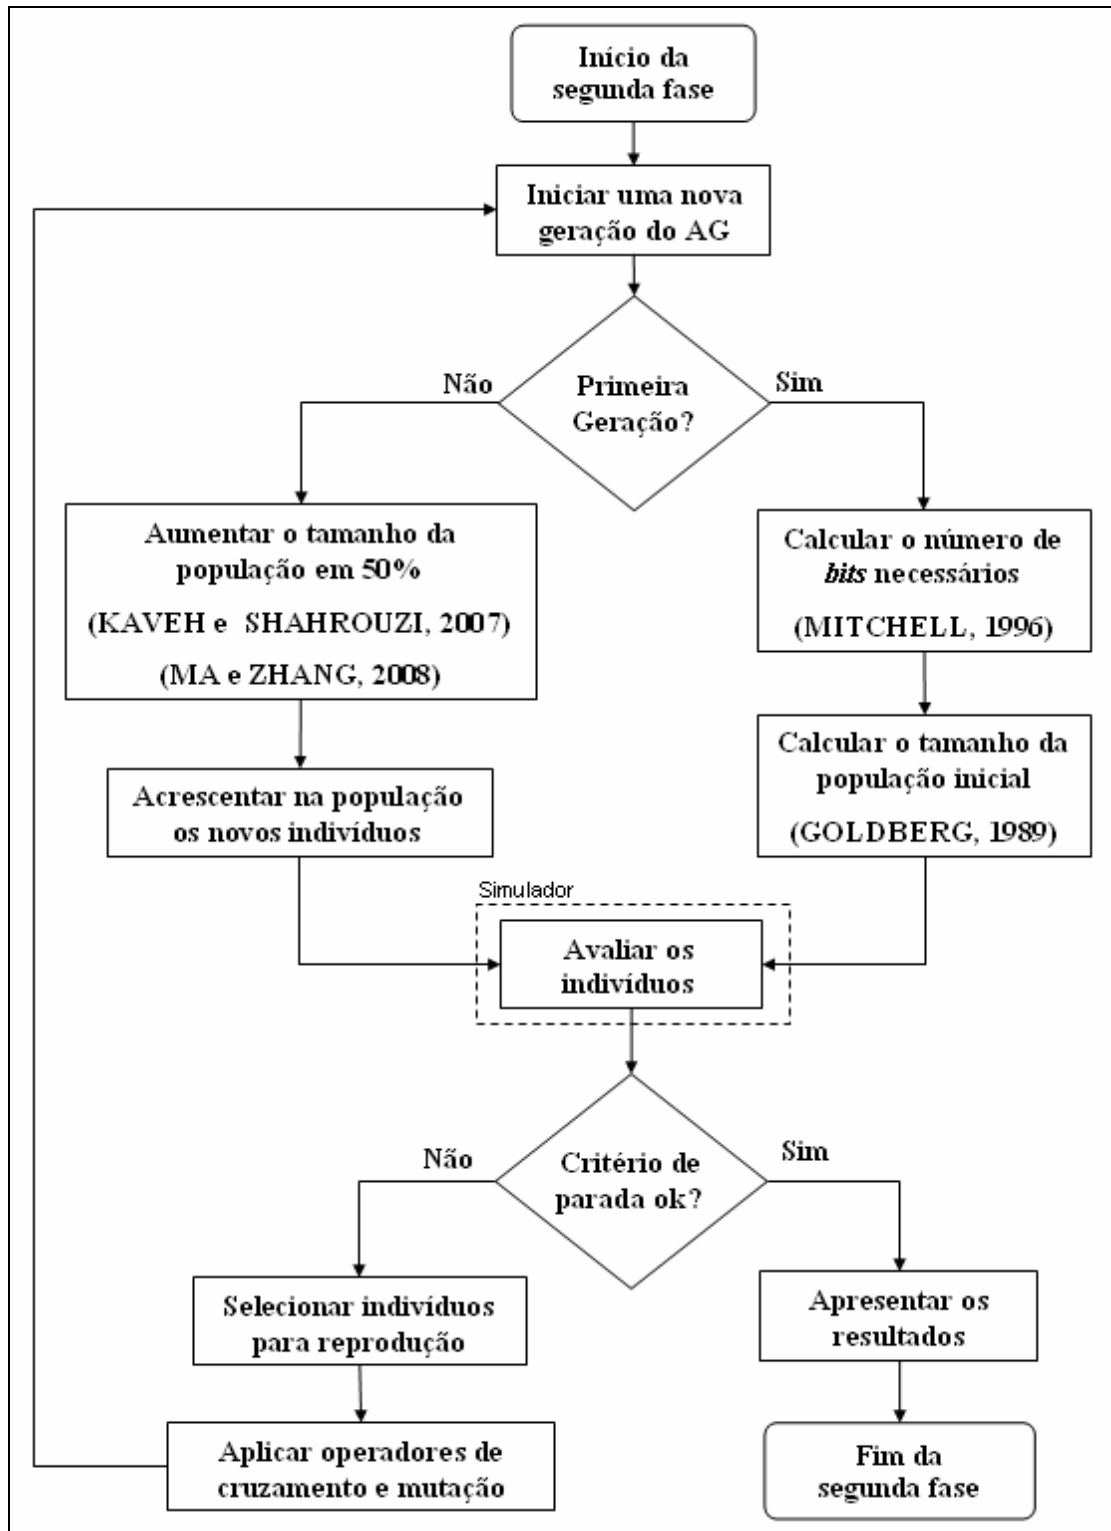 Início da
segunda fase
Iniciar uma nova
geração do AG
Não
Sim
Primeira
Geração?
Aumentar o tamanho da
população em 50%
(KAVEH e SHAHROUZI, 2007)
(MA e ZHANG, 2008)
Calcular o número de
bits necessários
(MITCHELL, 1996)
Calcular o tamanho da
população inicial
(GOLDBERG, 1989)
Acrescentar na população
os novos indivíduos
Simulador
Avaliar os
indivíduos
Não
Sim
Critério de
parada ok?
Selecionar indivíduos
para reprodução
Apresentar os
resultados
Aplicar operadores de
cruzamento e mutação
Fim da
segunda fase